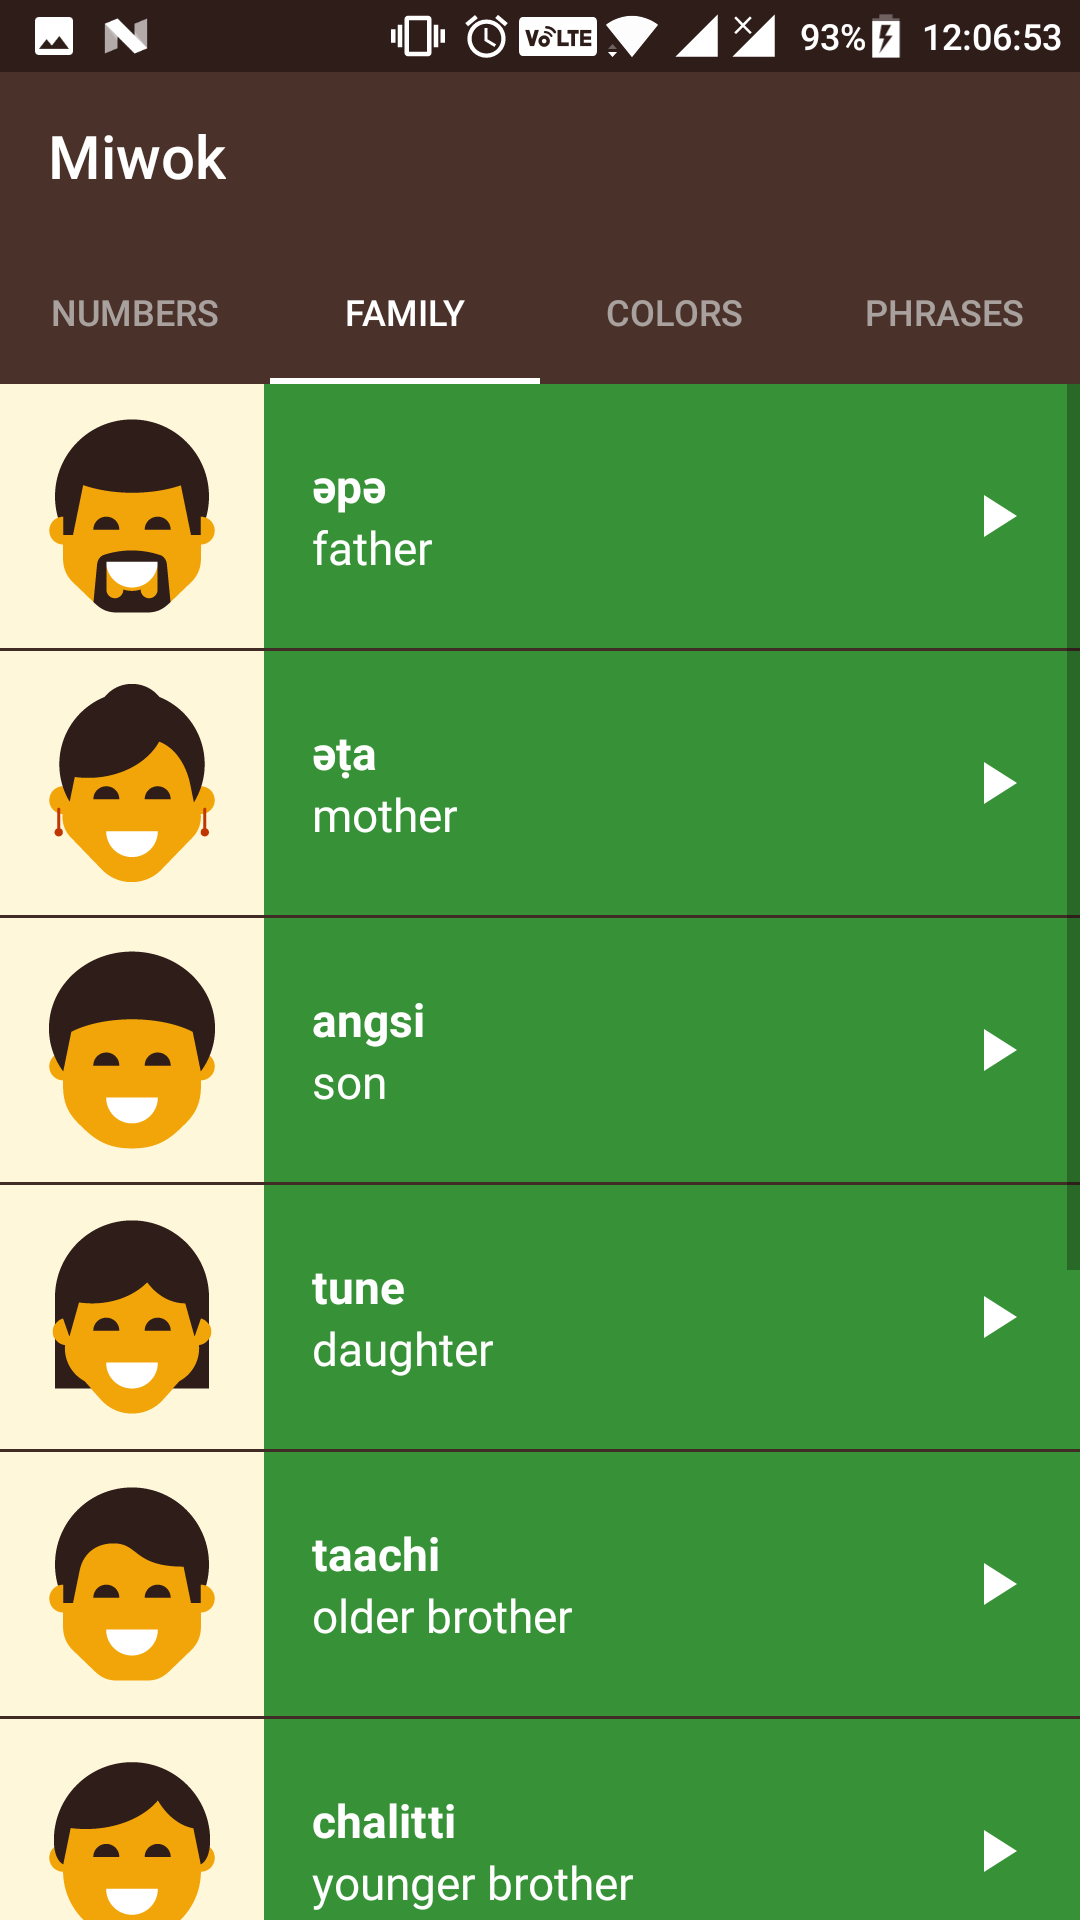 VoLTE 93% 12:06:53
Miwok
NUMBERS FAMILY COLORS PHRASES
əpə
father
əṭa
mother
angsi
son
tune
daughter
taachi
older brother
chalitti
younger brother